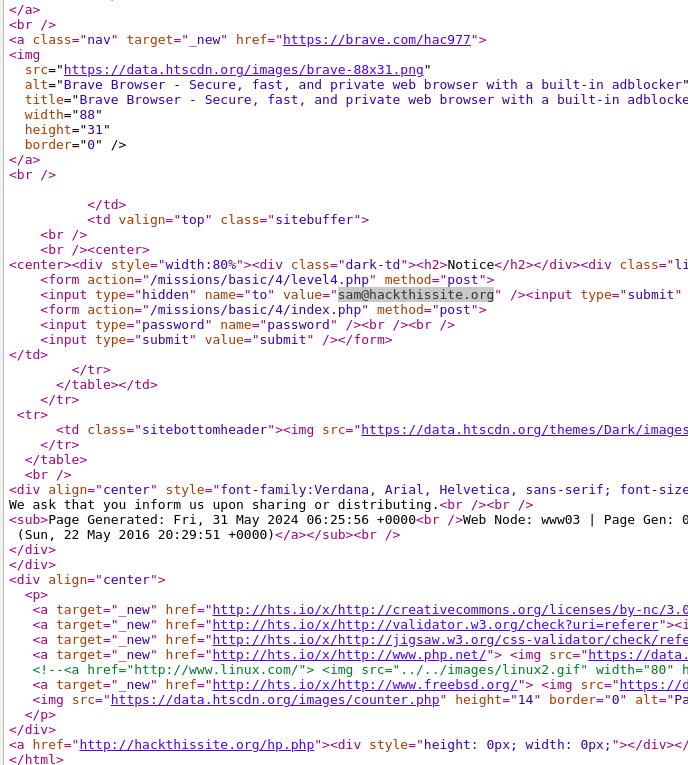 </a>
<br />
<a class="nav" target="_new" href="https://brave.com/hac977">
<img
src="https://data.htscdn.org/images/brave-88x31.png"
alt="Brave Browser - Secure, fast, and private web browser with a built-in adblocker"
title="Brave Browser - Secure, fast, and private web browser with a built-in adblocke
width="88"
height="31"
border="0" />
</a>
<br />
</td>
<td valign="top" class="sitebuffer">
<br />
<br /><center>
<center><div style="width:80%"><div class="dark-td"><h2>Notice</h2></div><div class="li
<form action="/missions/basic/4/level4.php" method="post">
<input type="hidden" name="to" value="sam@hackthissite.org" /><input type="submit"
<form action="/missions/basic/4/index.php" method="post">
<input type="password" name="password" /><br /><br />
<input type="submit" value="submit" /></form>
</td>
</tr>
</table></td>
</tr>
<tr>
<td class="sitebottomheader"><img src="https://data.htscdn.org/themes/Dark/images
</tr>
</table>
<br />
<div align="center" style="font-family:Verdana, Arial, Helvetica, sans-serif; font-size
We ask that you inform us upon sharing or distributing.<br /><br />
<sub>Page Generated: Fri, 31 May 2024 06:25:56 +0000<br />Web Node: www03 | Page Gen: 0
(Sun, 22 May 2016 20:29:51 +0000)</a></sub><br />
</div>
</div>
<div align="center">
<p>
<a target="_new" href="http://hts.io/x/http://creativecommons.org/licenses/by-nc/3.0
<a target="_new" href="http://hts.io/x/http://validator.w3.org/check?uri=referer"><i
<a target="_new" href="http://hts.io/x/http://jigsaw.w3.org/css-validator/check/refe
<a target="_new" href="http://hts.io/x/http://www.php.net/"> <img src="https://data.
<!--<a href="http://www.linux.com/"> <img src="../../images/linux2.gif" width="80" h
<a target="_new" href="http://hts.io/x/http://www.freebsd.org/"> <img src="https://d
<img src="https://data.htscdn.org/images/counter.php" height="14" border="0" alt="Pa
</p>
</div>
<a href="http://hackthissite.org/hp.php"><div style="height: 0px; width: 0px;"></div></
</html>